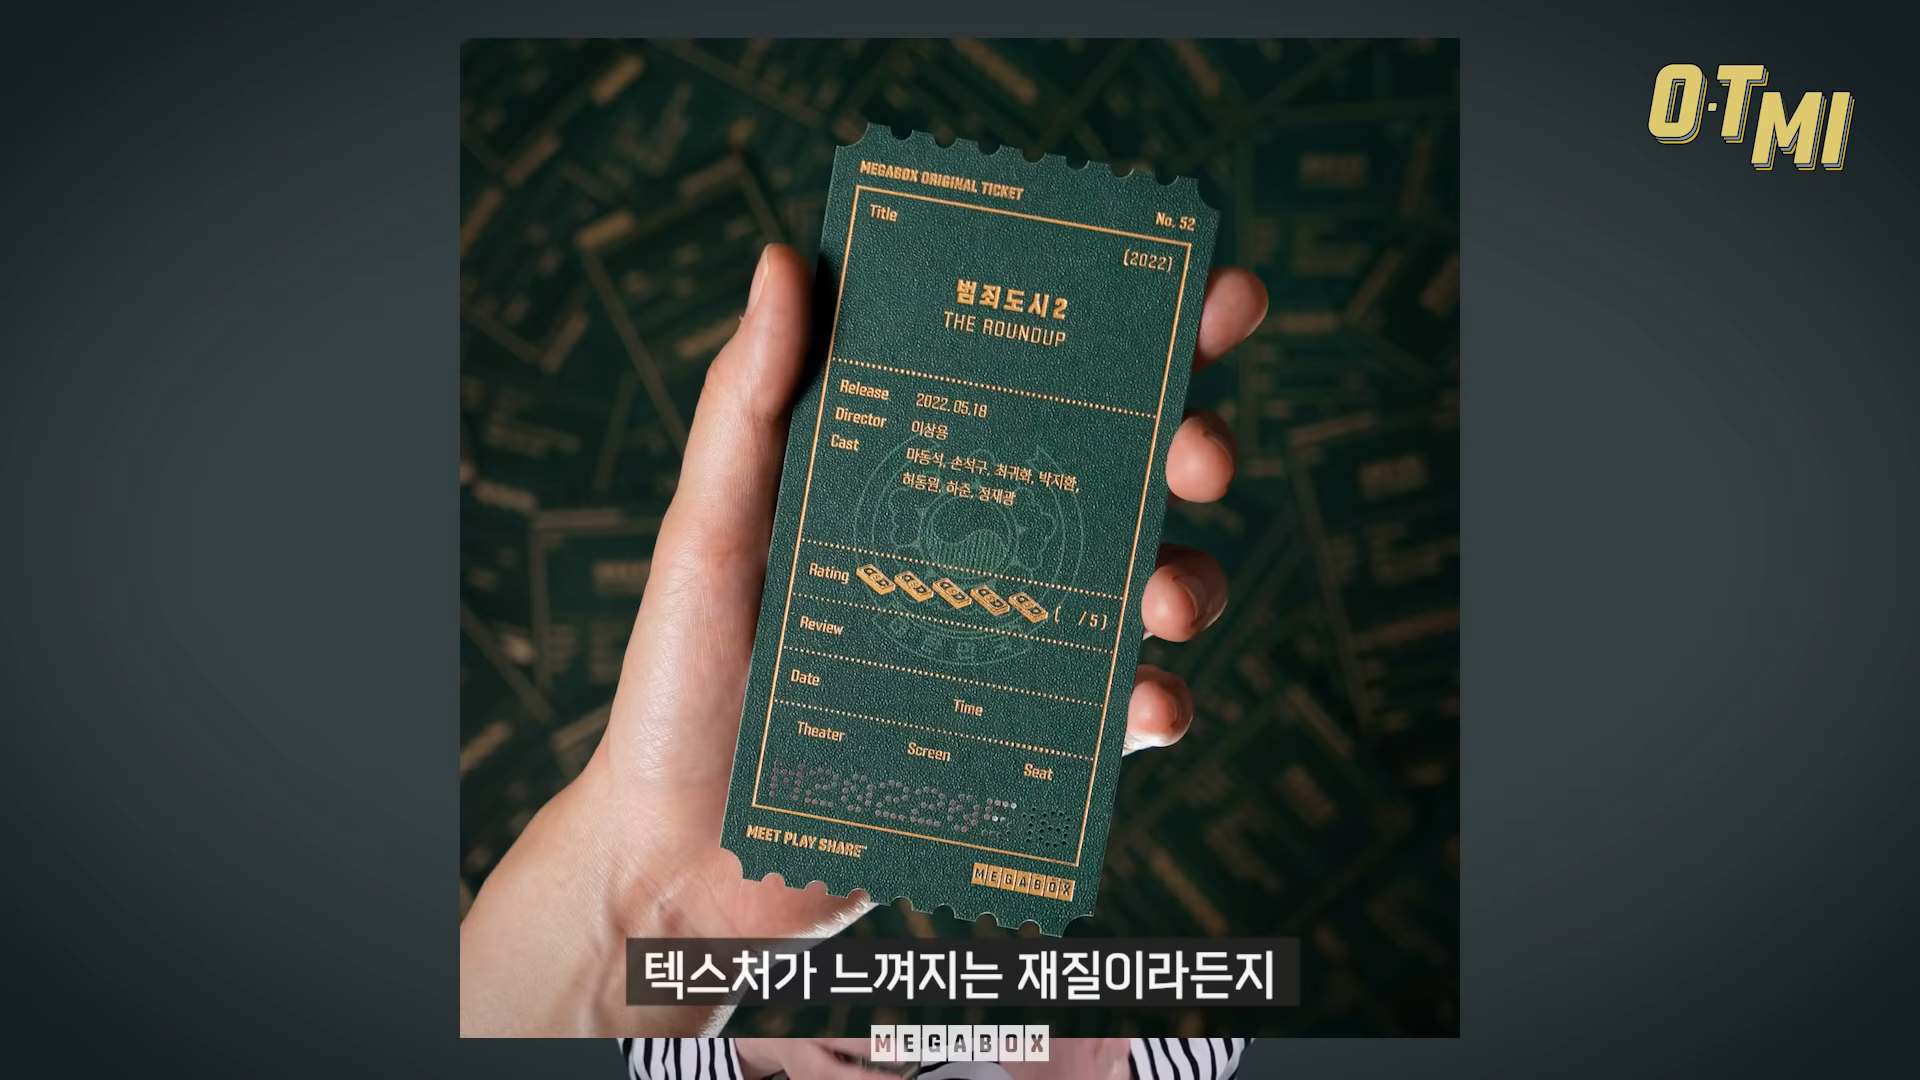 O·T
MI
MEGABOX ORIGINAL TICKET
No. 52
Title
(2022)
범죄도시2
THE ROUNDUP
Release 2022. 05.18
Director 이상용
Cast 마동석, 손석구, 최귀화, 박지환,
허동원, 하준, 정재광
Rating ( /5)
Review
Date Time
Theater Screen Seat
M20220518
MEET PLAY SHARE™
MEGABOX
텍스처가 느껴지는 재질이라든지
MEGABOX